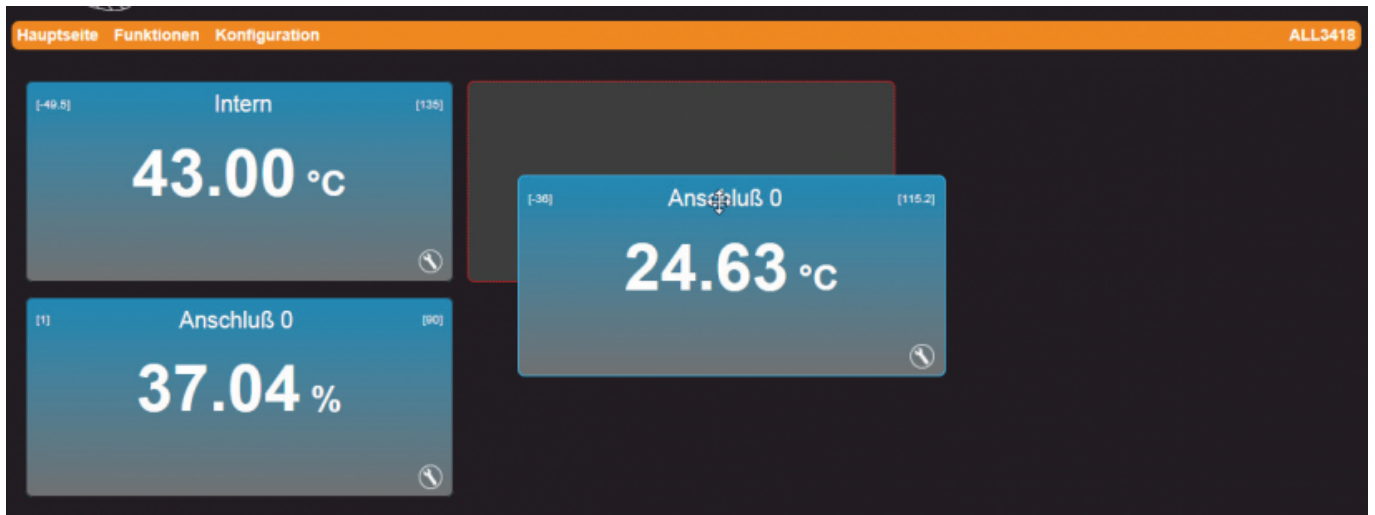 Hauptseite Funktionen Konfiguration ALL3418
[-49.5] Intern [135]
43.00 °C
[-36] Anschluß 0 [115.2]
24.63 °C
[1] Anschluß 0 [90]
37.04 %